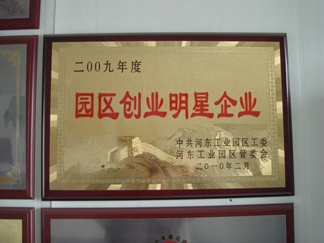 二00九年度
园区创业明星企业
中共河东工业园区工委
河东工业园区管委会
二0一0年二月